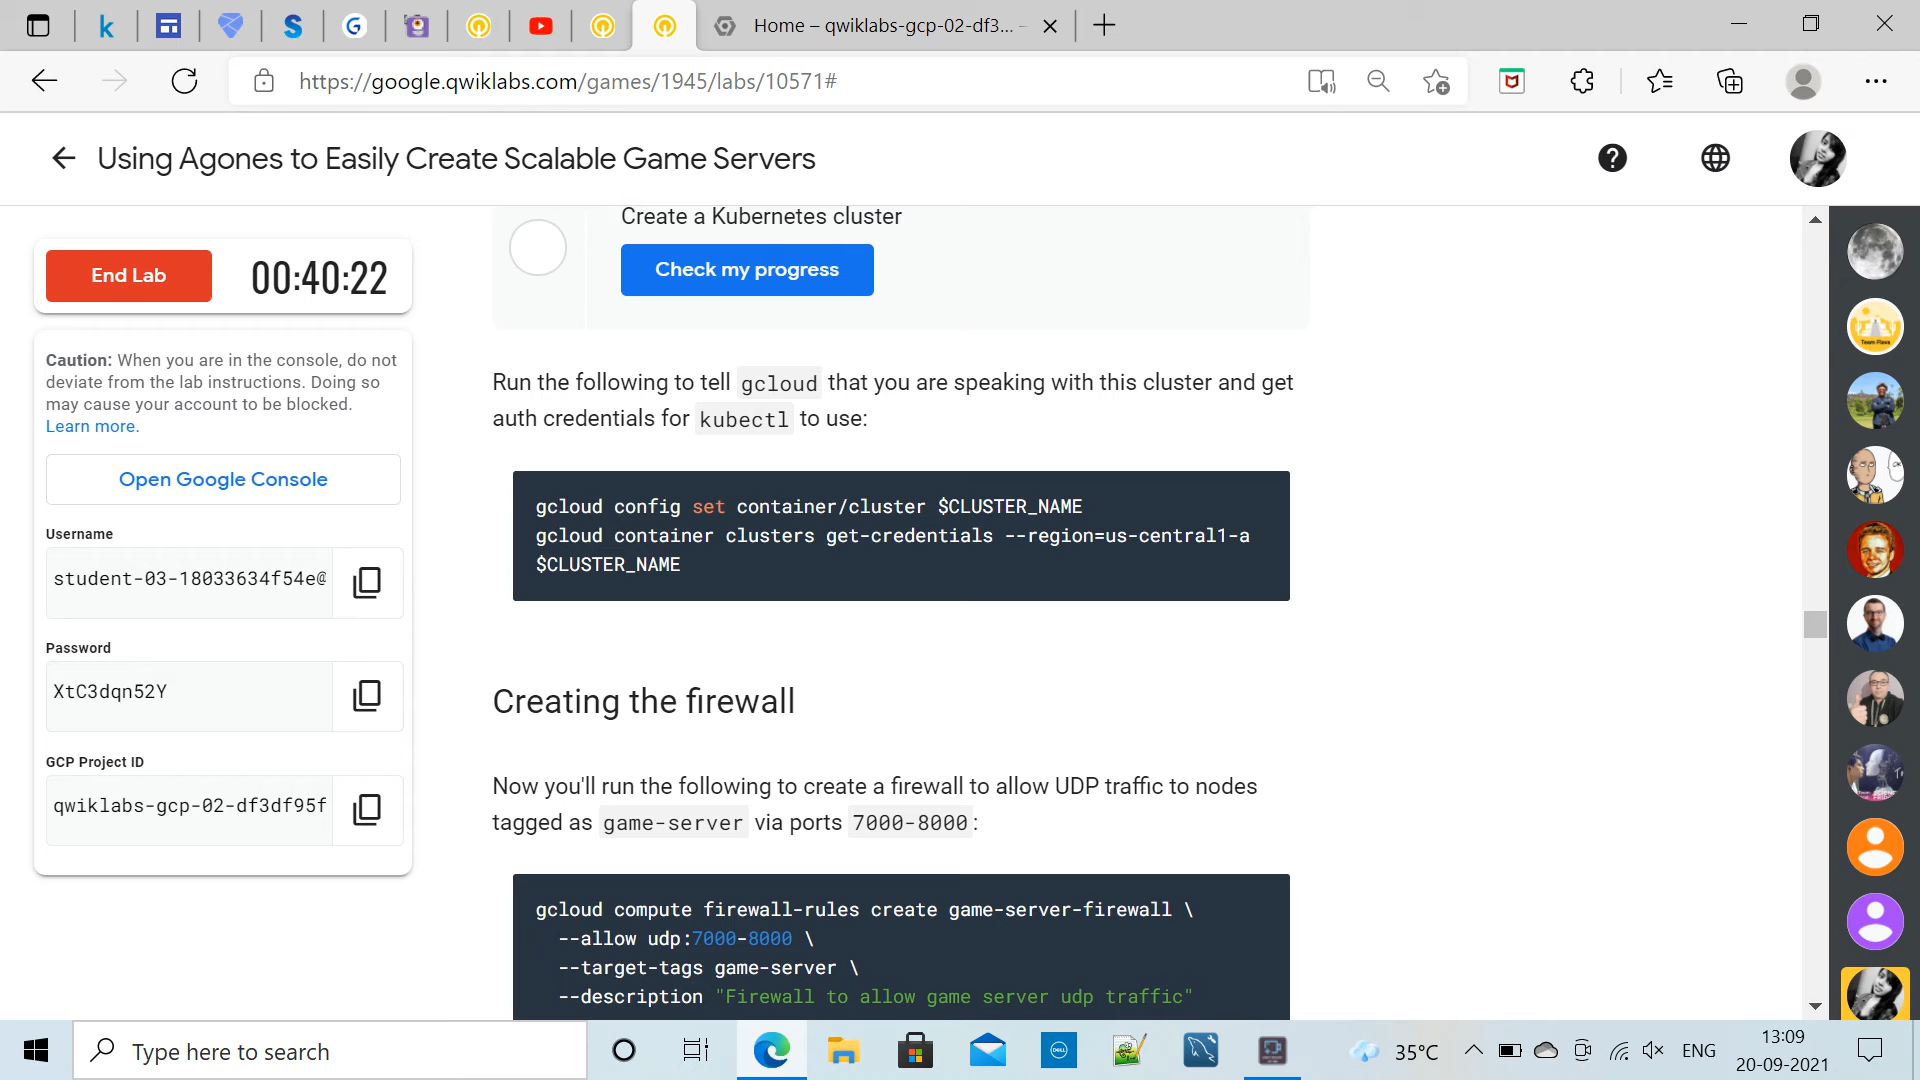 Home – qwiklabs-gcp-02-df3...
https://google.qwiklabs.com/games/1945/labs/10571#
Using Agones to Easily Create Scalable Game Servers
End Lab
00:40:22
Caution: When you are in the console, do not
deviate from the lab instructions. Doing so
may cause your account to be blocked.
Learn more.
Open Google Console
Username
student-03-18033634f54e@
Password
XtC3dqn52Y
GCP Project ID
qwiklabs-gcp-02-df3df95f
Create a Kubernetes cluster
Check my progress
Run the following to tell gcloud that you are speaking with this cluster and get
auth credentials for kubectl to use:
gcloud config set container/cluster $CLUSTER_NAME
gcloud container clusters get-credentials --region=us-central1-a
$CLUSTER_NAME
Creating the firewall
Now you'll run the following to create a firewall to allow UDP traffic to nodes
tagged as game-server via ports 7000-8000:
gcloud compute firewall-rules create game-server-firewall \
--allow udp:7000-8000 \
--target-tags game-server \
--description "Firewall to allow game server udp traffic"
Type here to search
DELL
35°C
ENG
13:09
20-09-2021